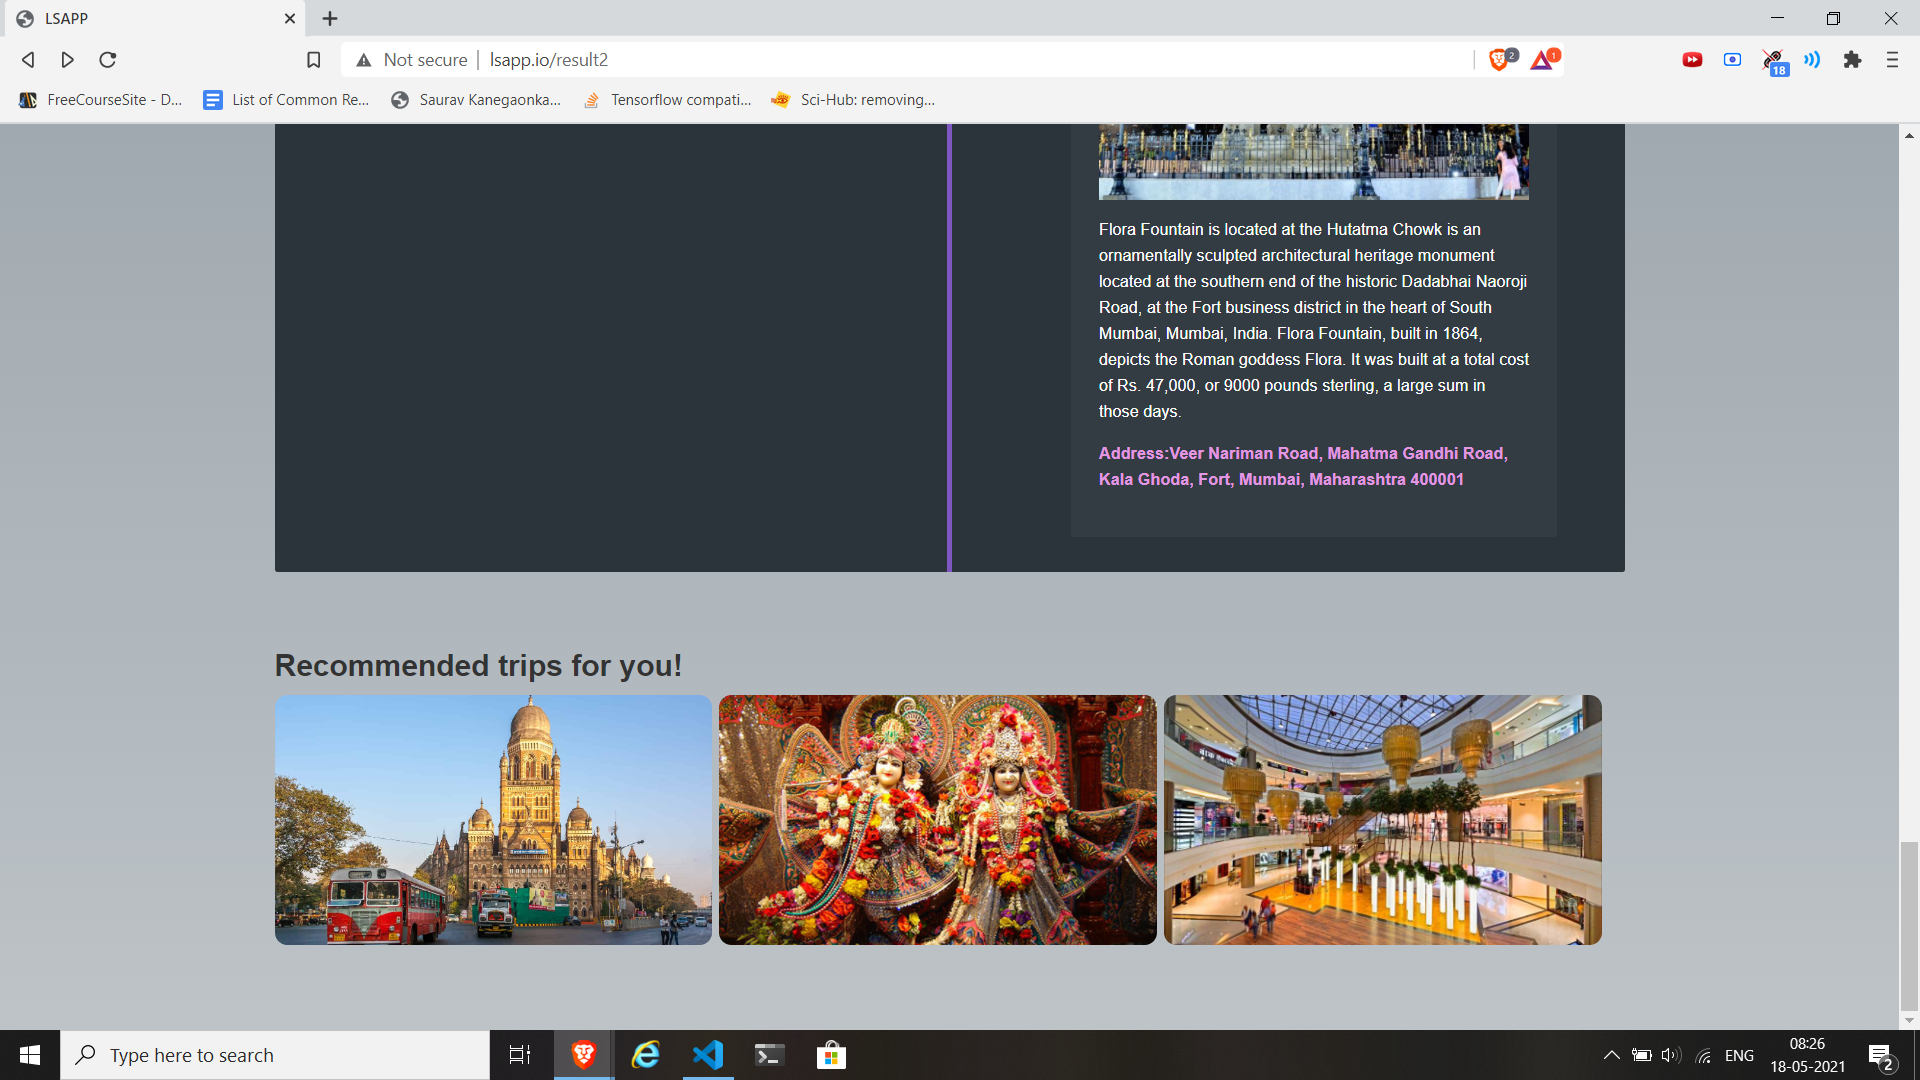 LSAPP
Not secure
lsapp.io/result2
2
1
18
FreeCourseSite - D...
List of Common Re...
Saurav Kanegaonka...
Tensorflow compati...
Sci-Hub: removing...
Flora Fountain is located at the Hutatma Chowk is an
ornamentally sculpted architectural heritage monument
located at the southern end of the historic Dadabhai Naoroji
Road, at the Fort business district in the heart of South
Mumbai, Mumbai, India. Flora Fountain, built in 1864,
depicts the Roman goddess Flora. It was built at a total cost
of Rs. 47,000, or 9000 pounds sterling, a large sum in
those days.
Address:Veer Nariman Road, Mahatma Gandhi Road,
Kala Ghoda, Fort, Mumbai, Maharashtra 400001
Recommended trips for you!
Type here to search
ENG
08:26
18-05-2021
2